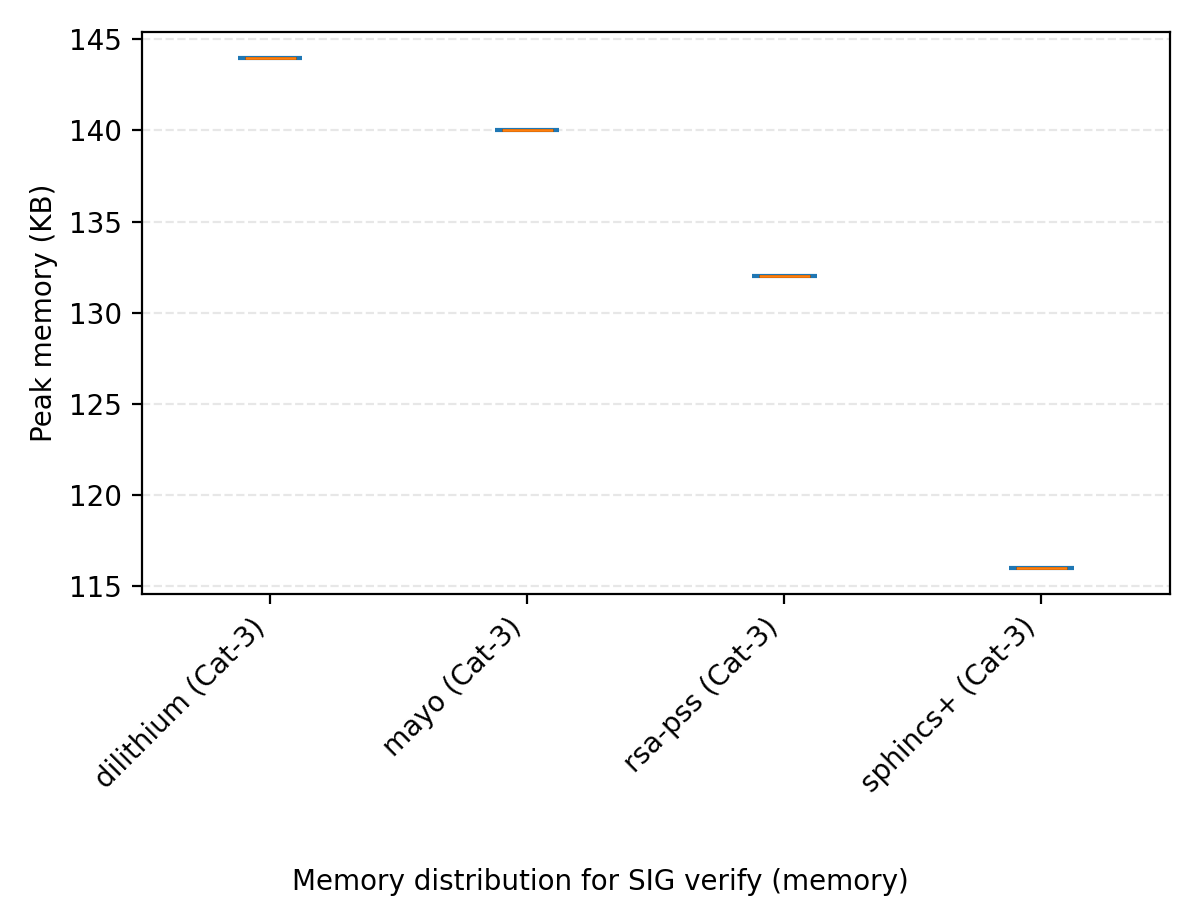 145
140
135
130
125
120
115
Peak memory (KB)
dilithium (Cat-3)
mayo (Cat-3)
rsa-pss (Cat-3)
sphincs+ (Cat-3)
Memory distribution for SIG verify (memory)